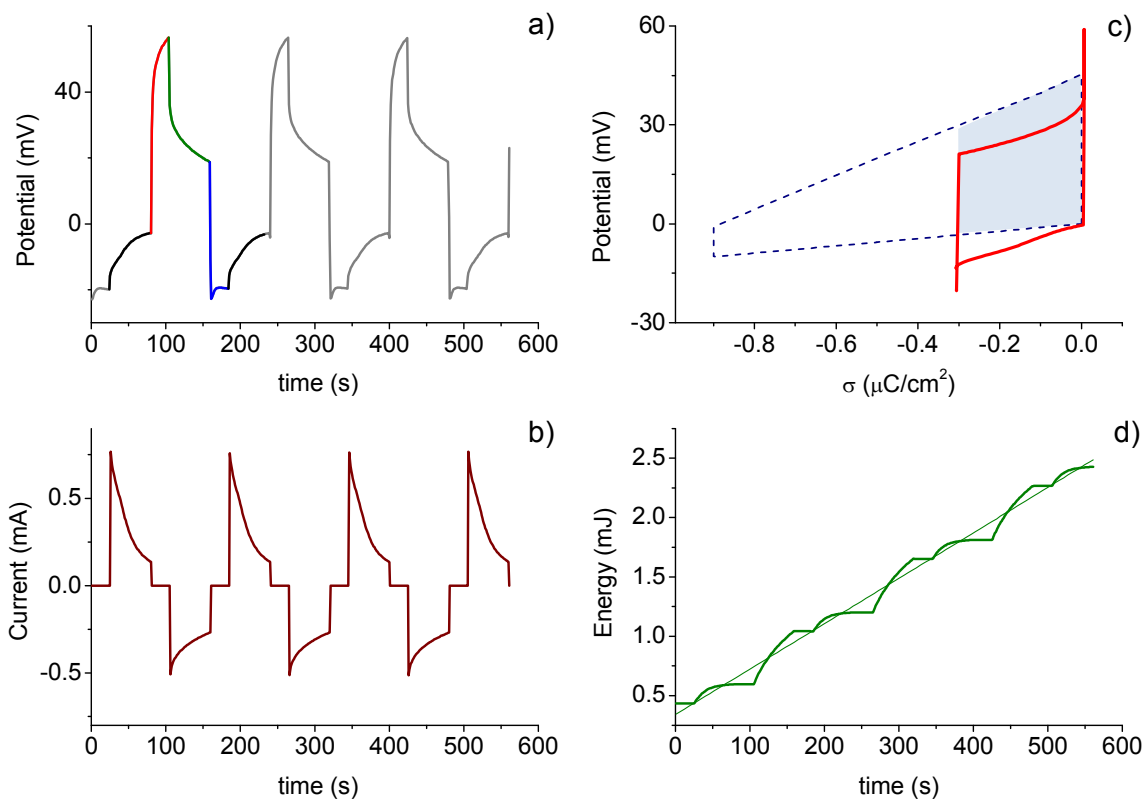 a)
40
0
Potential (mV)
0 100 200 300 400 500 600
time (s)
c)
60
30
0
-30
Potential (mV)
-0.8 -0.6 -0.4 -0.2 0.0
σ (μC/cm²)
b)
0.5
0.0
-0.5
Current (mA)
0 100 200 300 400 500 600
time (s)
d)
2.5
2.0
1.5
1.0
0.5
Energy (mJ)
0 100 200 300 400 500 600
time (s)